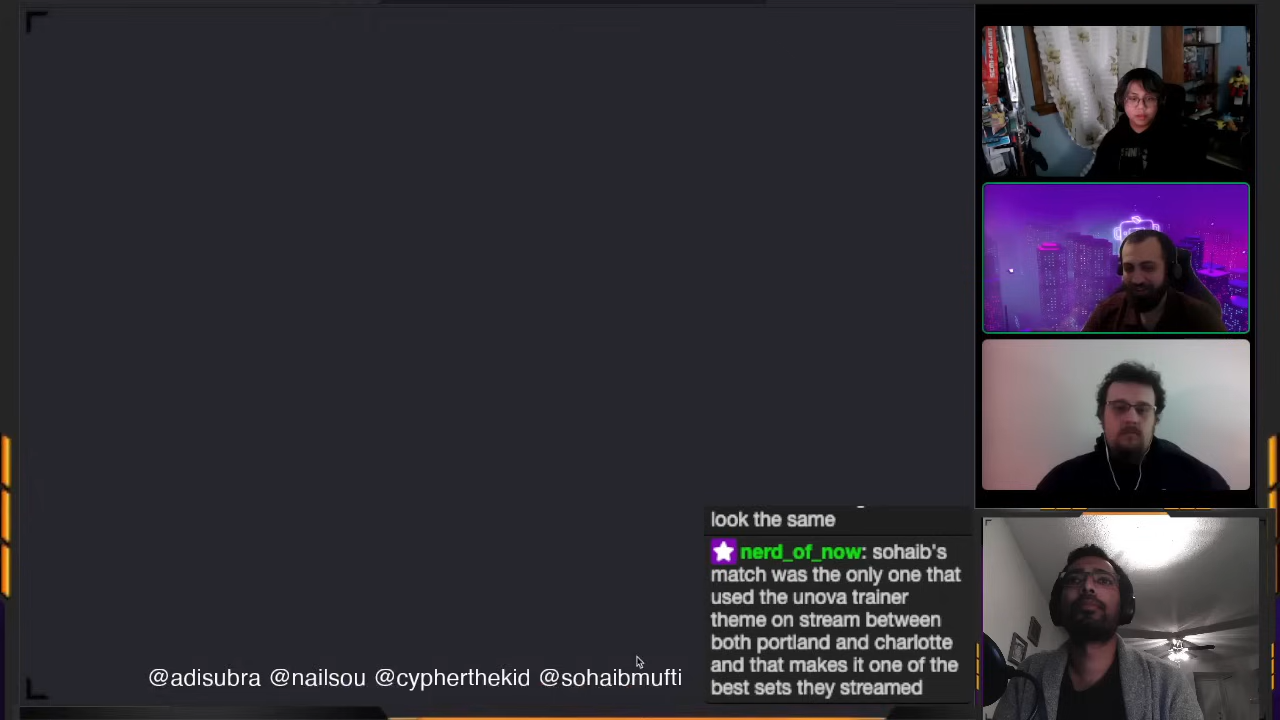 SEMI-FINALIST
look the same
nerd_of_now: sohaib's
match was the only one that
used the unova trainer
theme on stream between
both portland and charlotte
and that makes it one of the
best sets they streamed
@adisubra @nailsou @cypherthekid @sohaibmufti